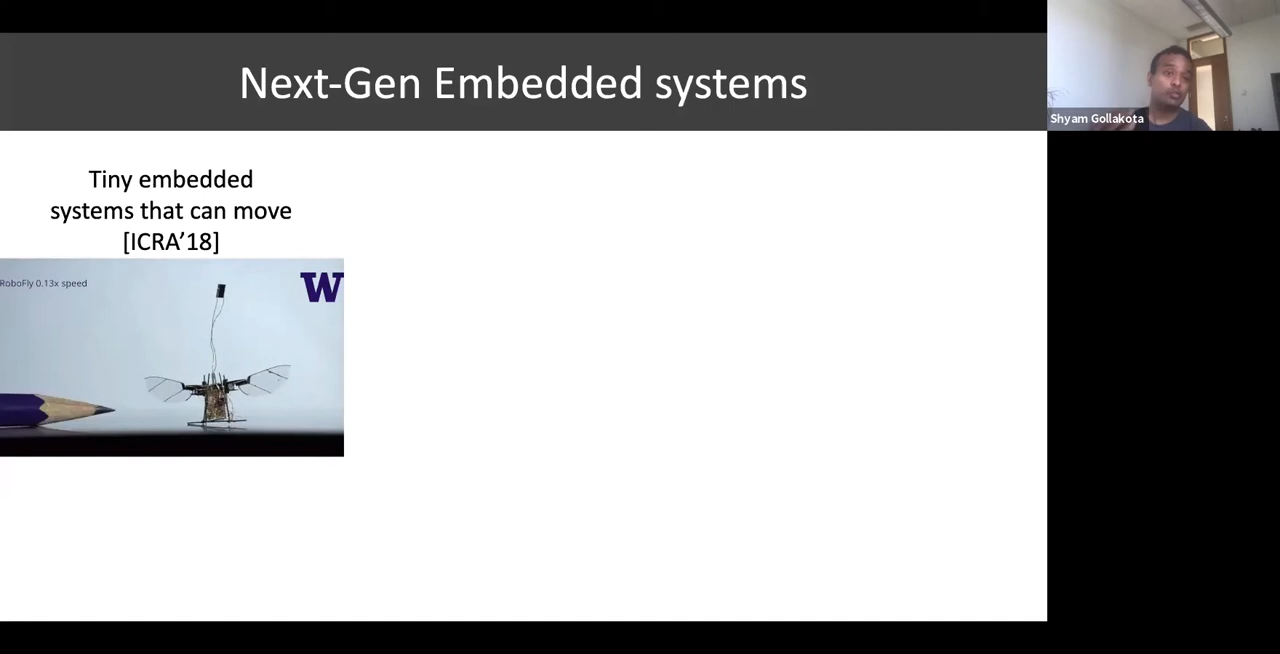 Next-Gen Embedded systems
Shyam Gollakota
Tiny embedded
systems that can move
[ICRA’18]
RoboFly 0.13x speed
W